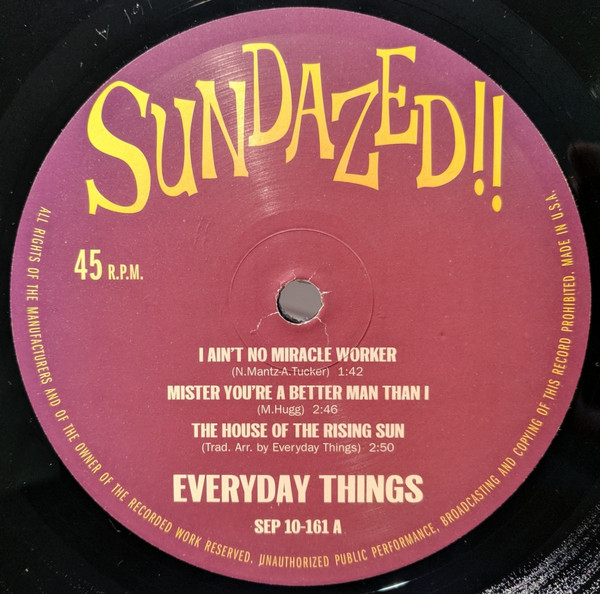 SUNDAZED!!
45 R.P.M.
I AIN'T NO MIRACLE WORKER
(N.Mantz-A.Tucker) 1:42
MISTER YOU'RE A BETTER MAN THAN I
(M.Hugg) 2:46
THE HOUSE OF THE RISING SUN
(Trad. Arr. by Everyday Things) 2:50
EVERYDAY THINGS
SEP 10-161 A
ALL RIGHTS OF THE MANUFACTURERS AND OF THE OWNER OF THE RECORDED WORK RESERVED. UNAUTHORIZED PUBLIC PERFORMANCE, BROADCASTING AND COPYING OF THIS RECORD PROHIBITED. MADE IN U.S.A.